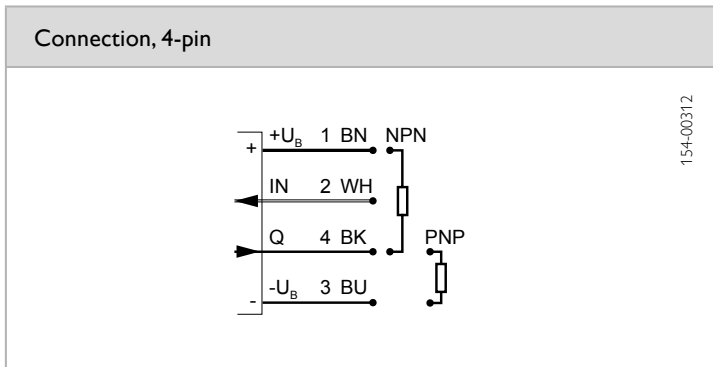 Connection, 4-pin
154-00312
+U_B 1 BN NPN
+
IN 2 WH
Q 4 BK PNP
-U_B 3 BU
-